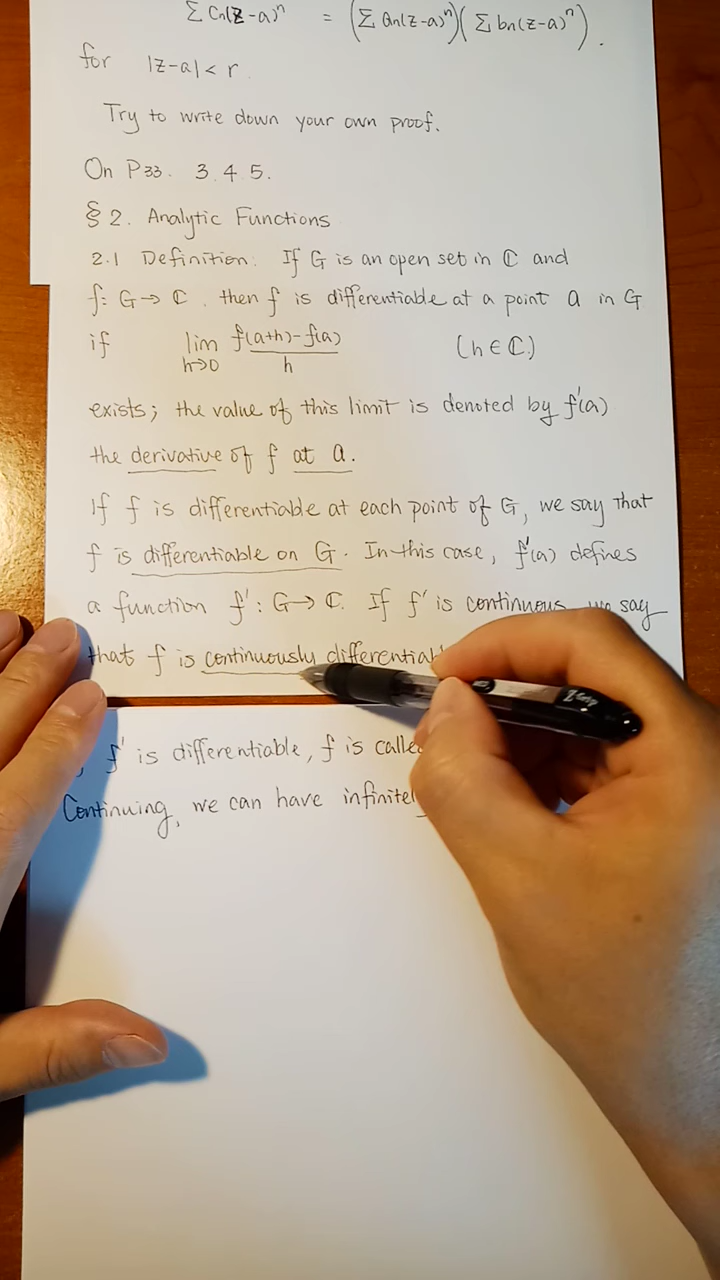 Σ Cn(z-a)ⁿ = (Σ an(z-a)ⁿ)(Σ bn(z-a)ⁿ).
for |z-a| < r.
Try to write down your own proof.
On P33. 3. 4. 5.
§ 2. Analytic Functions
2.1 Definition: If G is an open set in ℂ and
f: G → ℂ. then f is differentiable at a point a in G
if lim h→0 f(a+h)-f(a) / h (h ∈ ℂ.)
exists; the value of this limit is denoted by f'(a)
the derivative of f at a.
If f is differentiable at each point of G, we say that
f is differentiable on G. In this case, f'(a) defines
a function f': G → ℂ. If f' is continuous, we say
that f is continuously
f' is differentiable, f is
Continuing, we can have